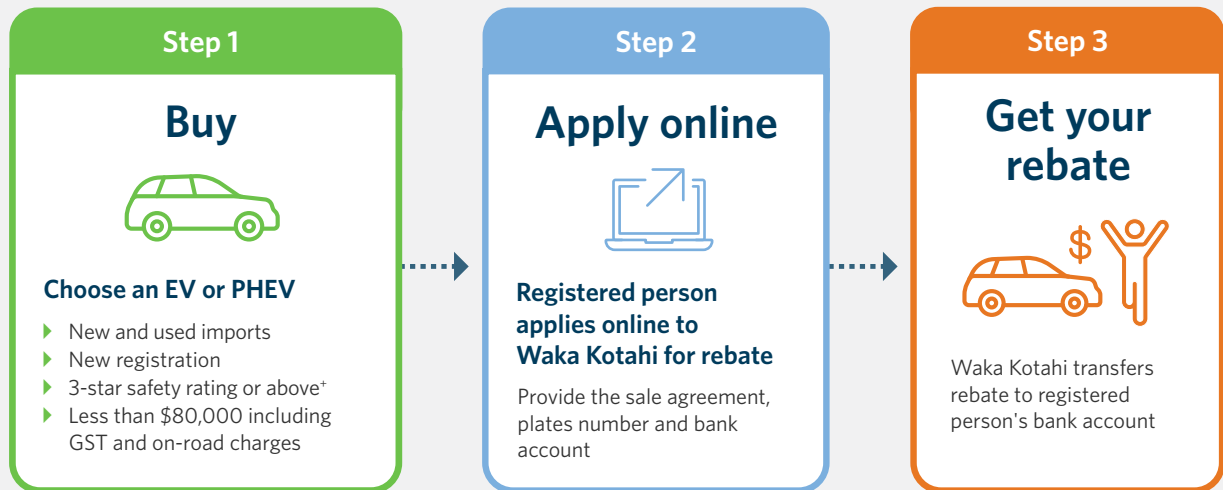 Step 1
Buy
Choose an EV or PHEV
New and used imports
New registration
3-star safety rating or above⁺
Less than $80,000 including
GST and on-road charges
Step 2
Apply online
Registered person
applies online to
Waka Kotahi for rebate
Provide the sale agreement,
plates number and bank
account
Step 3
Get your
rebate
$
Waka Kotahi transfers
rebate to registered
person's bank account